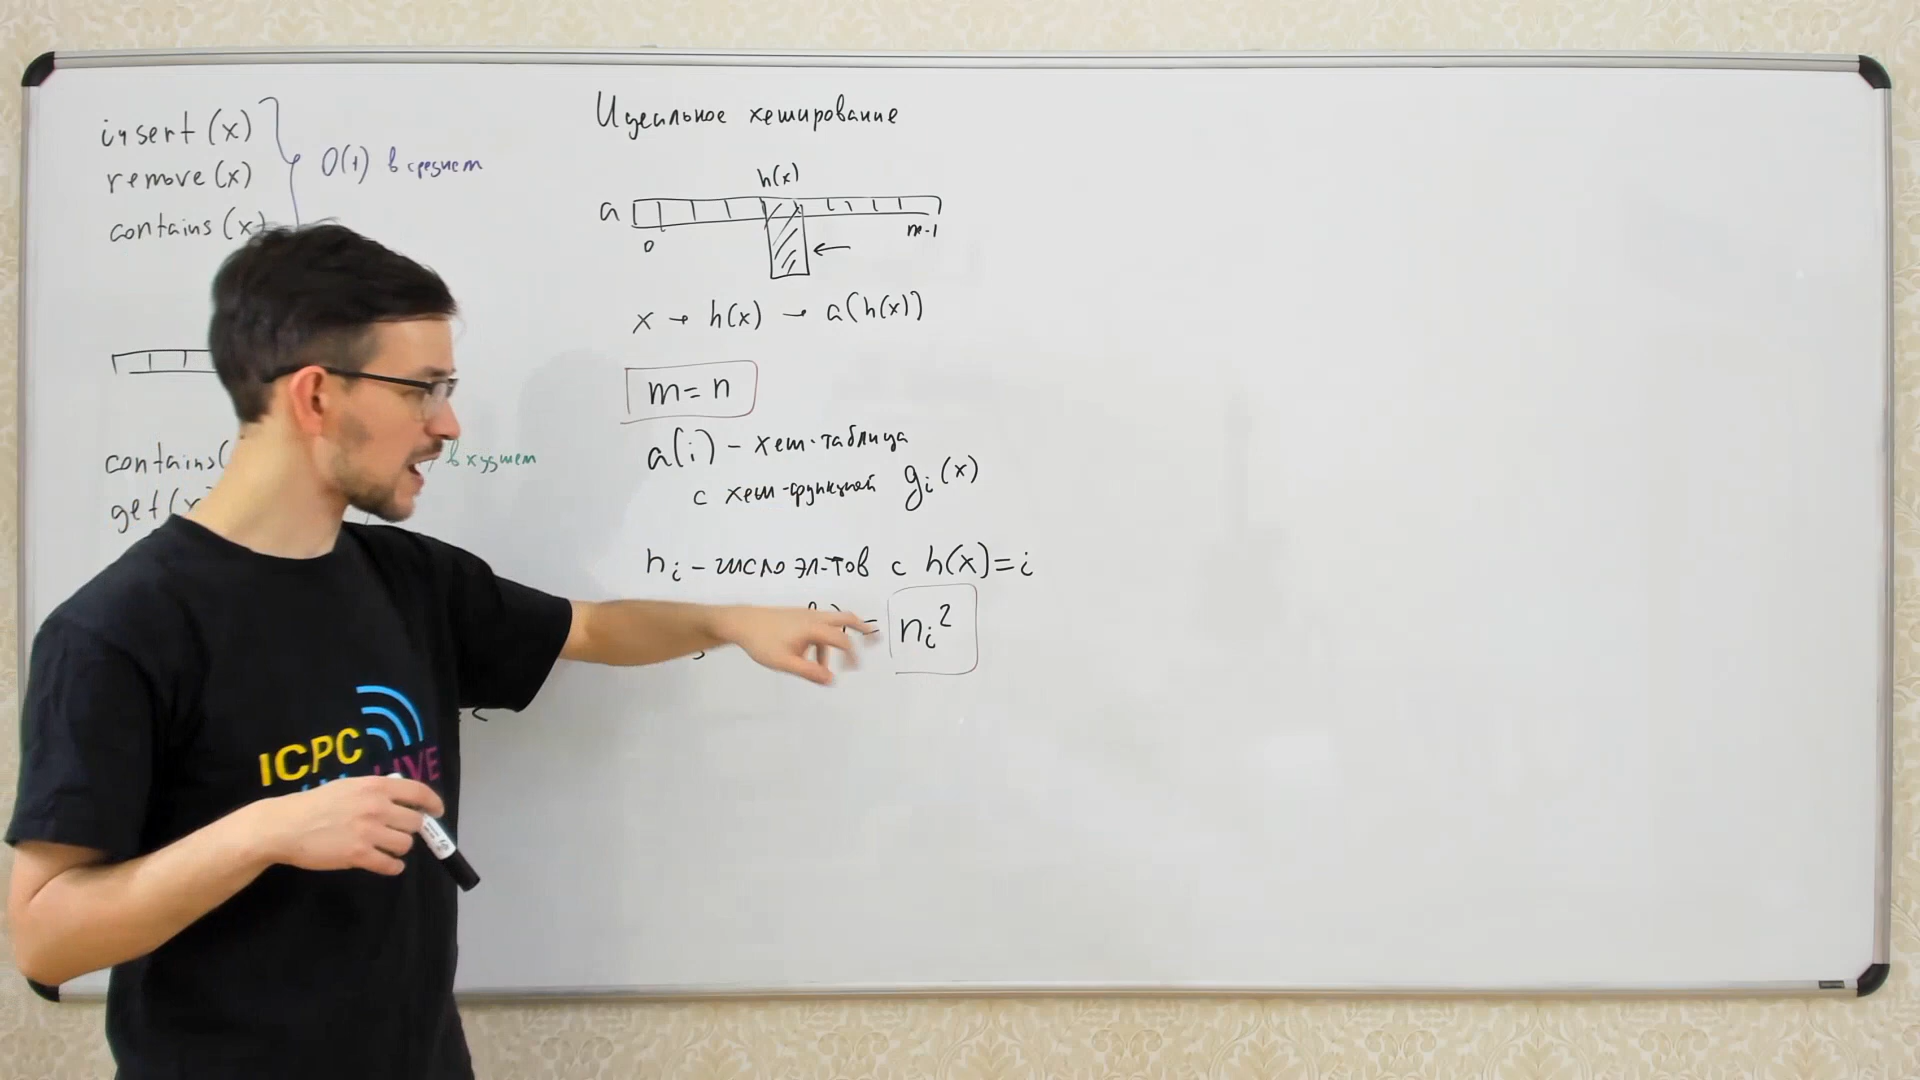 insert (x)
remove (x)
contains (x)
O(1) в среднем
contains(
get(x
в худшем
Идеальное хеширование
h(x)
a
0
m-1
x → h(x) → a(h(x))
m = n
a(i) - хеш-таблица
с хеш-функцией gᵢ(x)
nᵢ - число эл-тов с h(x)=i
= nᵢ²
ICPC
LIVE